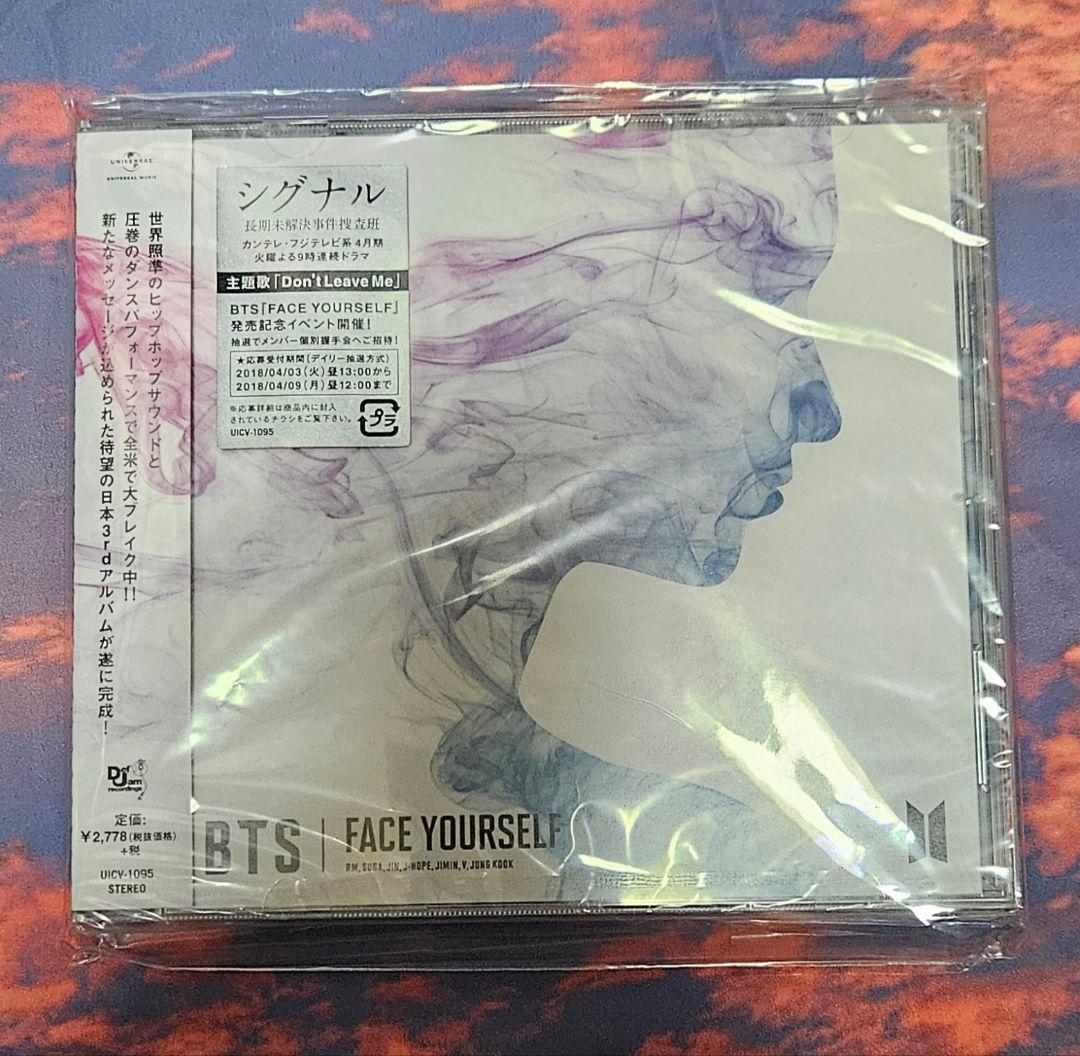 UNIVERSAL
UNIVERSAL MUSIC
世界照準のヒップホップサウンドと
圧巻のダンスパフォーマンスで全米で大ブレイク中!!
新たなメッセージが込められた待望の日本3rdアルバムが遂に完成!
Def Jam
recordings
定価:
¥2,778(税抜価格)
+税
UICV-1095
STEREO
シグナル
長期未解決事件捜査班
カンテレ・フジテレビ系4月期
火曜よる9時連続ドラマ
主題歌「Don't Leave Me」
BTS『FACE YOURSELF』
発売記念イベント開催!
抽選でメンバー個別握手会へご招待!
★応募受付期間(デイリー抽選方式)
2018/04/03(火)昼13:00から
2018/04/09(月)昼12:00まで
※応募詳細は商品内に封入
されているチラシをご覧下さい。
UICV-1095
プラ
BTS | FACE YOURSELF
RM, SUGA, JIN, J-HOPE, JIMIN, V, JUNG KOOK